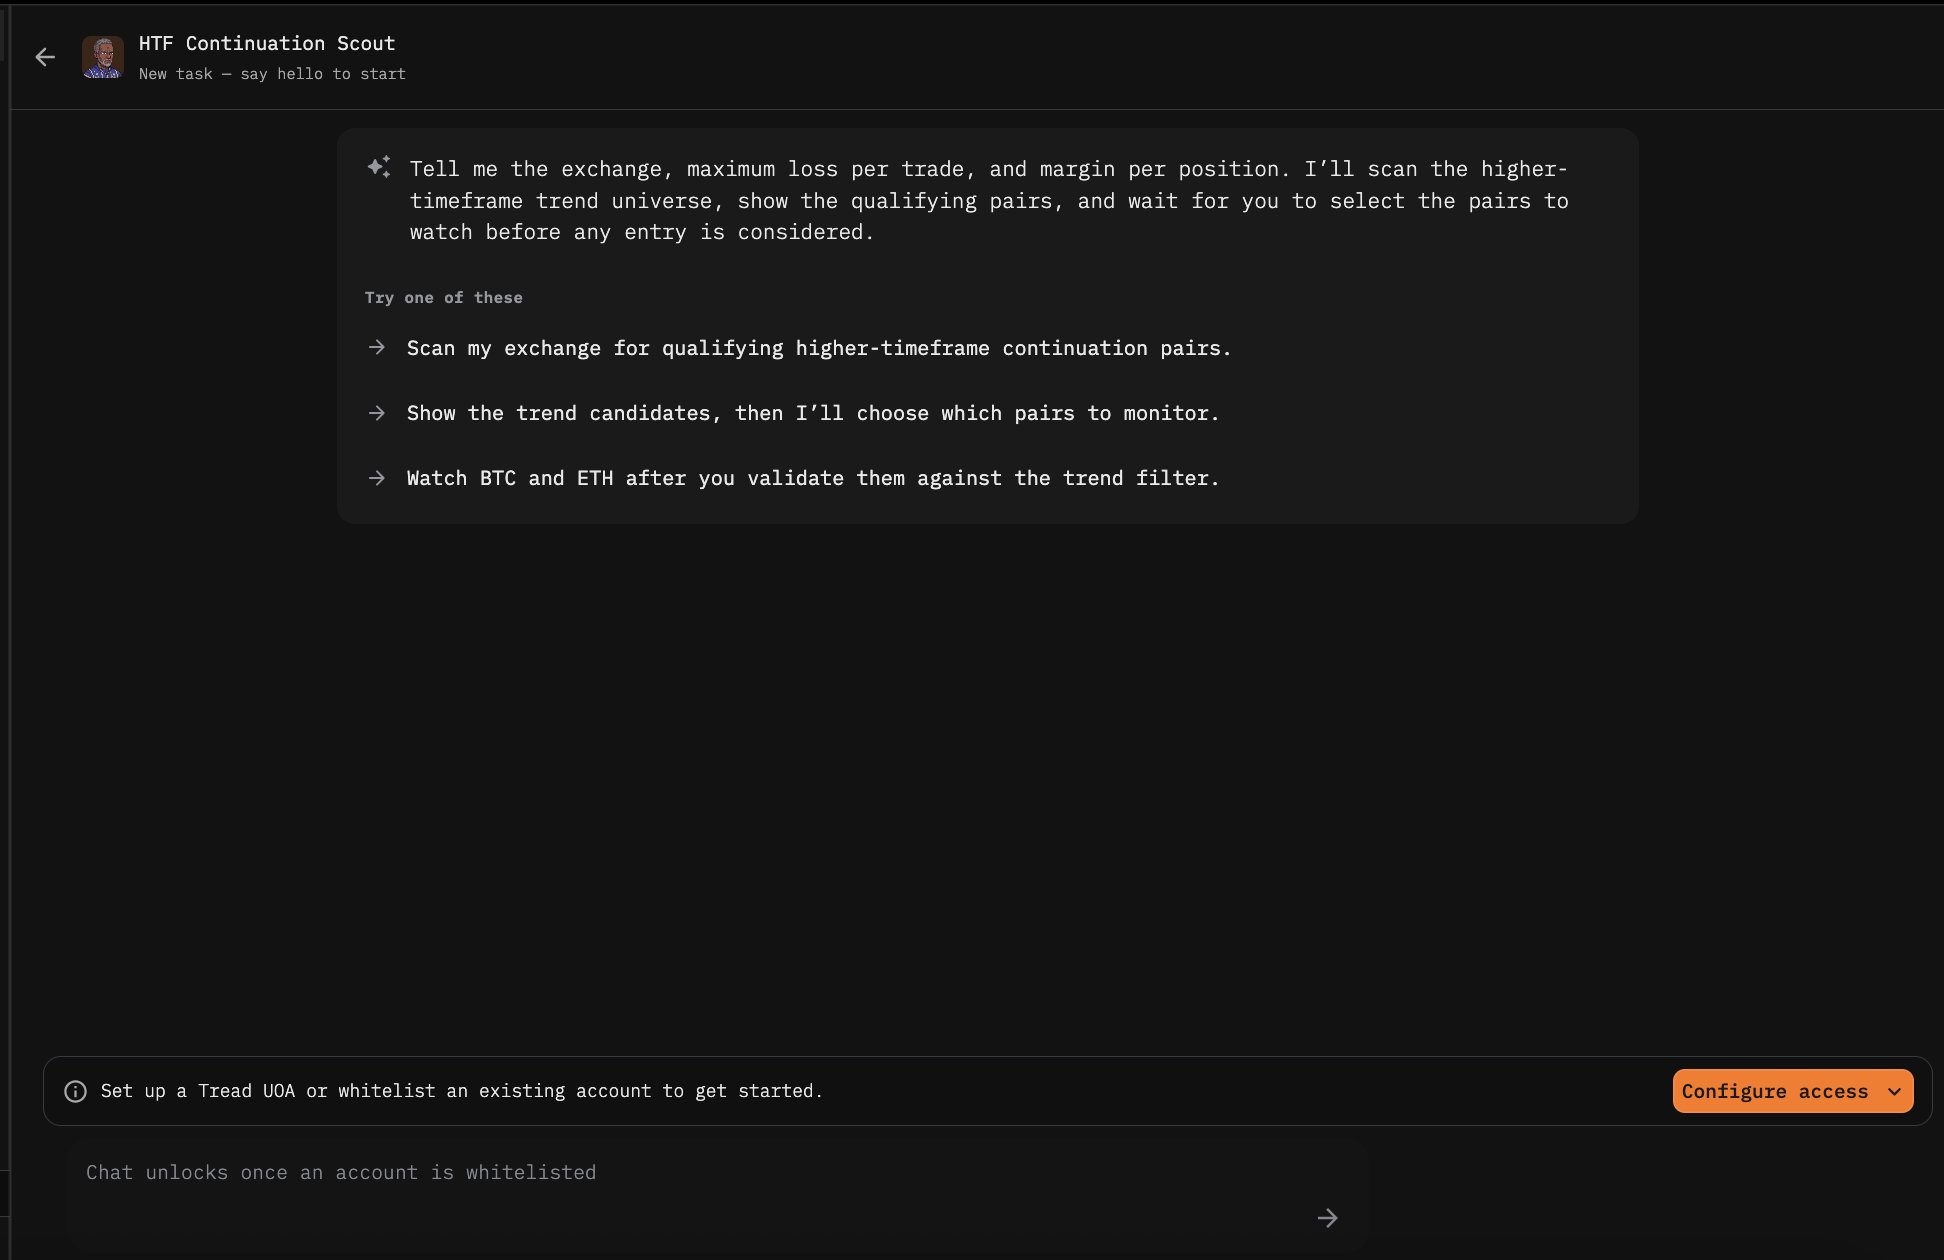 HTF Continuation Scout
New task — say hello to start
Tell me the exchange, maximum loss per trade, and margin per position. I’ll scan the higher-
timeframe trend universe, show the qualifying pairs, and wait for you to select the pairs to
watch before any entry is considered.
Try one of these
Scan my exchange for qualifying higher-timeframe continuation pairs.
Show the trend candidates, then I’ll choose which pairs to monitor.
Watch BTC and ETH after you validate them against the trend filter.
Set up a Tread UOA or whitelist an existing account to get started.
Configure access
Chat unlocks once an account is whitelisted